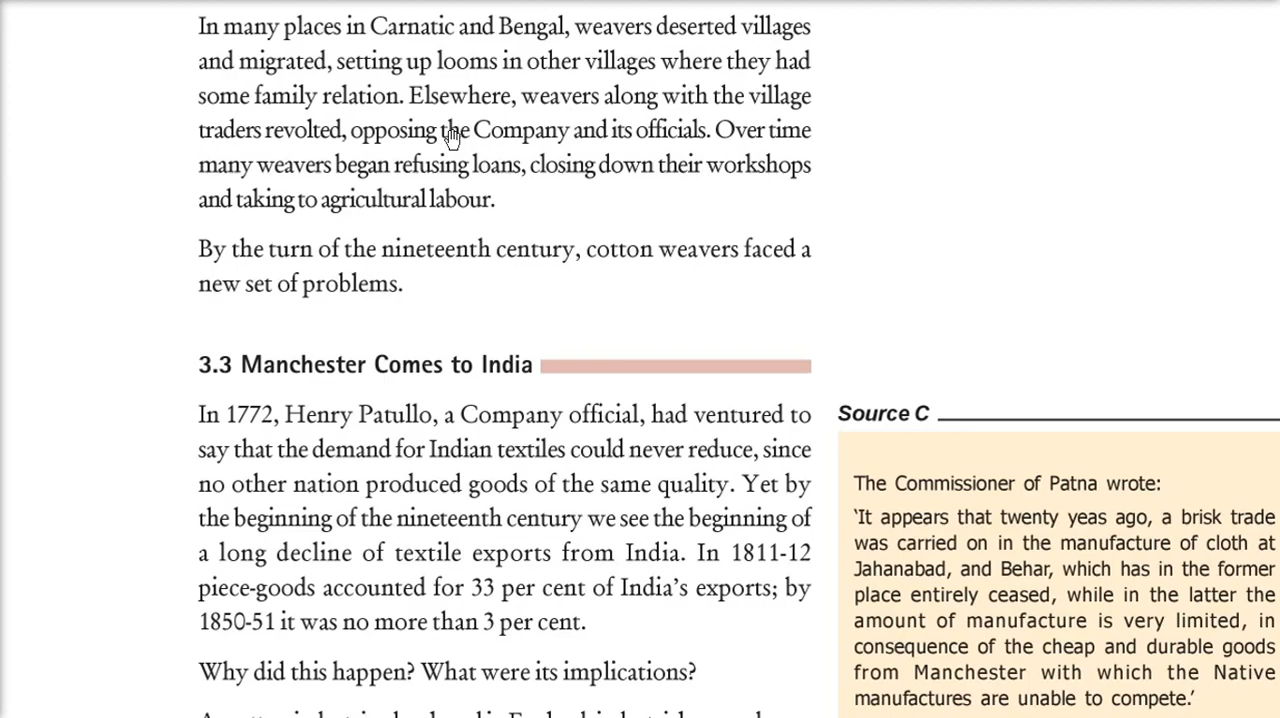 In many places in Carnatic and Bengal, weavers deserted villages
and migrated, setting up looms in other villages where they had
some family relation. Elsewhere, weavers along with the village
traders revolted, opposing the Company and its officials. Over time
many weavers began refusing loans, closing down their workshops
and taking to agricultural labour.
By the turn of the nineteenth century, cotton weavers faced a
new set of problems.
3.3 Manchester Comes to India
In 1772, Henry Patullo, a Company official, had ventured to
say that the demand for Indian textiles could never reduce, since
no other nation produced goods of the same quality. Yet by
the beginning of the nineteenth century we see the beginning of
a long decline of textile exports from India. In 1811-12
piece-goods accounted for 33 per cent of India's exports; by
1850-51 it was no more than 3 per cent.
Why did this happen? What were its implications?
Source C
The Commissioner of Patna wrote:
'It appears that twenty yeas ago, a brisk trade
was carried on in the manufacture of cloth at
Jahanabad, and Behar, which has in the former
place entirely ceased, while in the latter the
amount of manufacture is very limited, in
consequence of the cheap and durable goods
from Manchester with which the Native
manufactures are unable to compete.'